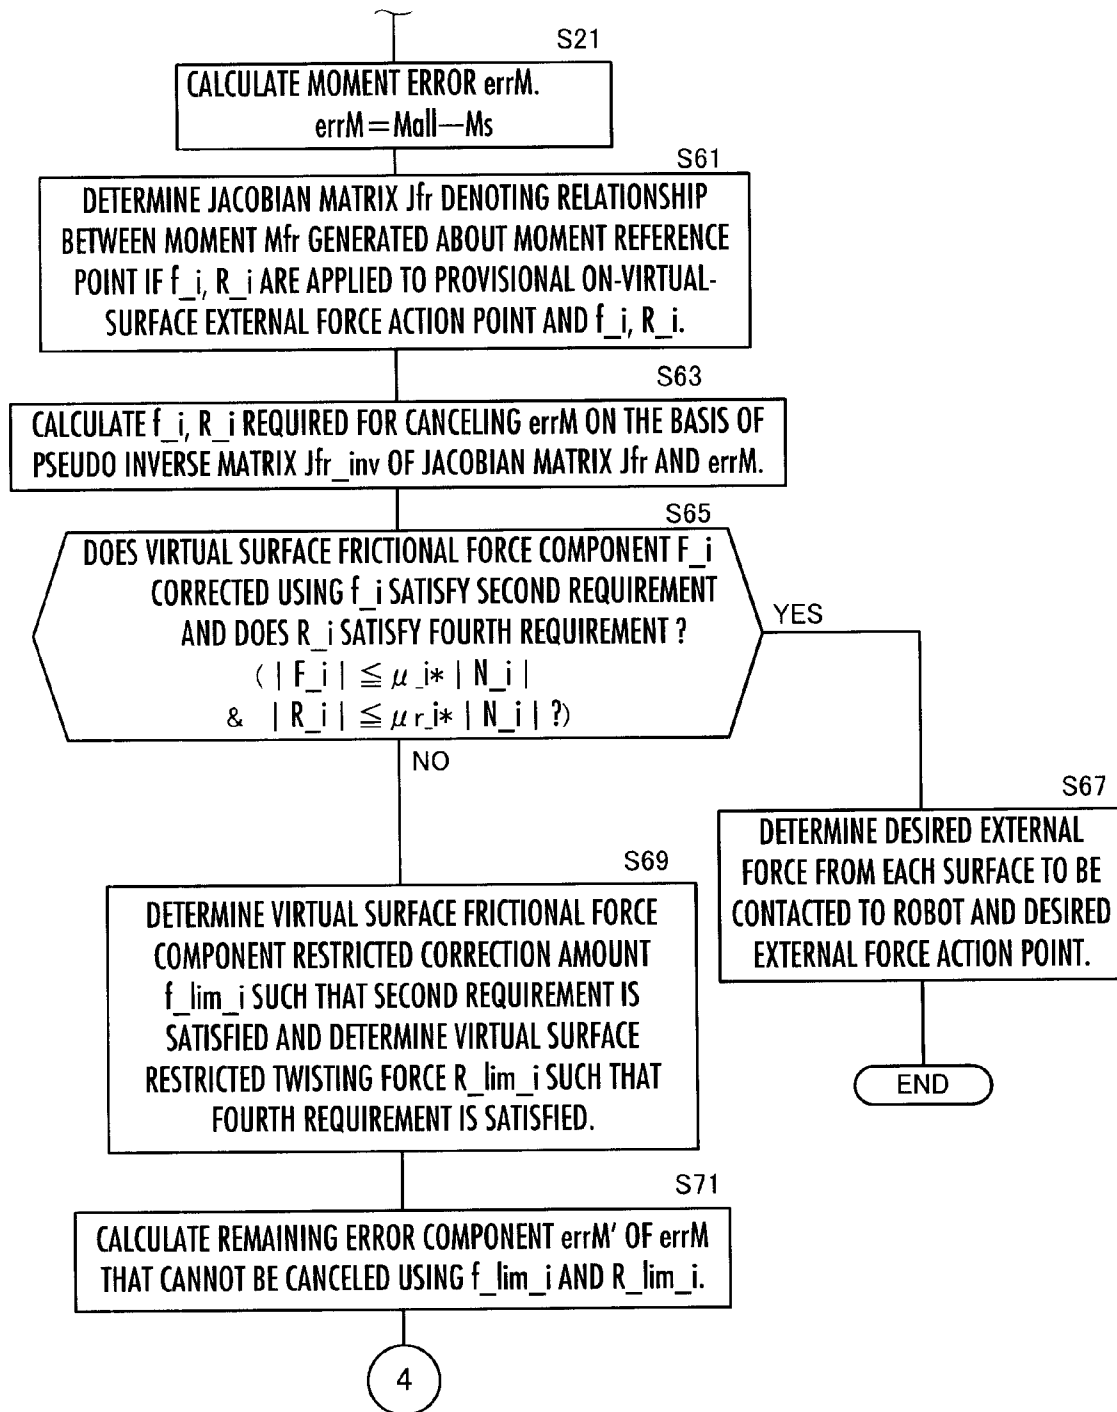 S21
CALCULATE MOMENT ERROR errM.
errM=Mall—Ms
S61
DETERMINE JACOBIAN MATRIX Jfr DENOTING RELATIONSHIP
BETWEEN MOMENT Mfr GENERATED ABOUT MOMENT REFERENCE
POINT IF f_i, R_i ARE APPLIED TO PROVISIONAL ON-VIRTUAL-
SURFACE EXTERNAL FORCE ACTION POINT AND f_i, R_i.
S63
CALCULATE f_i, R_i REQUIRED FOR CANCELING errM ON THE BASIS OF
PSEUDO INVERSE MATRIX Jfr_inv OF JACOBIAN MATRIX Jfr AND errM.
S65
DOES VIRTUAL SURFACE FRICTIONAL FORCE COMPONENT F_i
CORRECTED USING f_i SATISFY SECOND REQUIREMENT
AND DOES R_i SATISFY FOURTH REQUIREMENT ?
( | F_i | ≦ μ_i* | N_i |
& | R_i | ≦ μr_i* | N_i | ?)
YES
NO
S67
DETERMINE DESIRED EXTERNAL
FORCE FROM EACH SURFACE TO BE
CONTACTED TO ROBOT AND DESIRED
EXTERNAL FORCE ACTION POINT.
END
S69
DETERMINE VIRTUAL SURFACE FRICTIONAL FORCE
COMPONENT RESTRICTED CORRECTION AMOUNT
f_lim_i SUCH THAT SECOND REQUIREMENT IS
SATISFIED AND DETERMINE VIRTUAL SURFACE
RESTRICTED TWISTING FORCE R_lim_i SUCH THAT
FOURTH REQUIREMENT IS SATISFIED.
S71
CALCULATE REMAINING ERROR COMPONENT errM' OF errM
THAT CANNOT BE CANCELED USING f_lim_i AND R_lim_i.
4